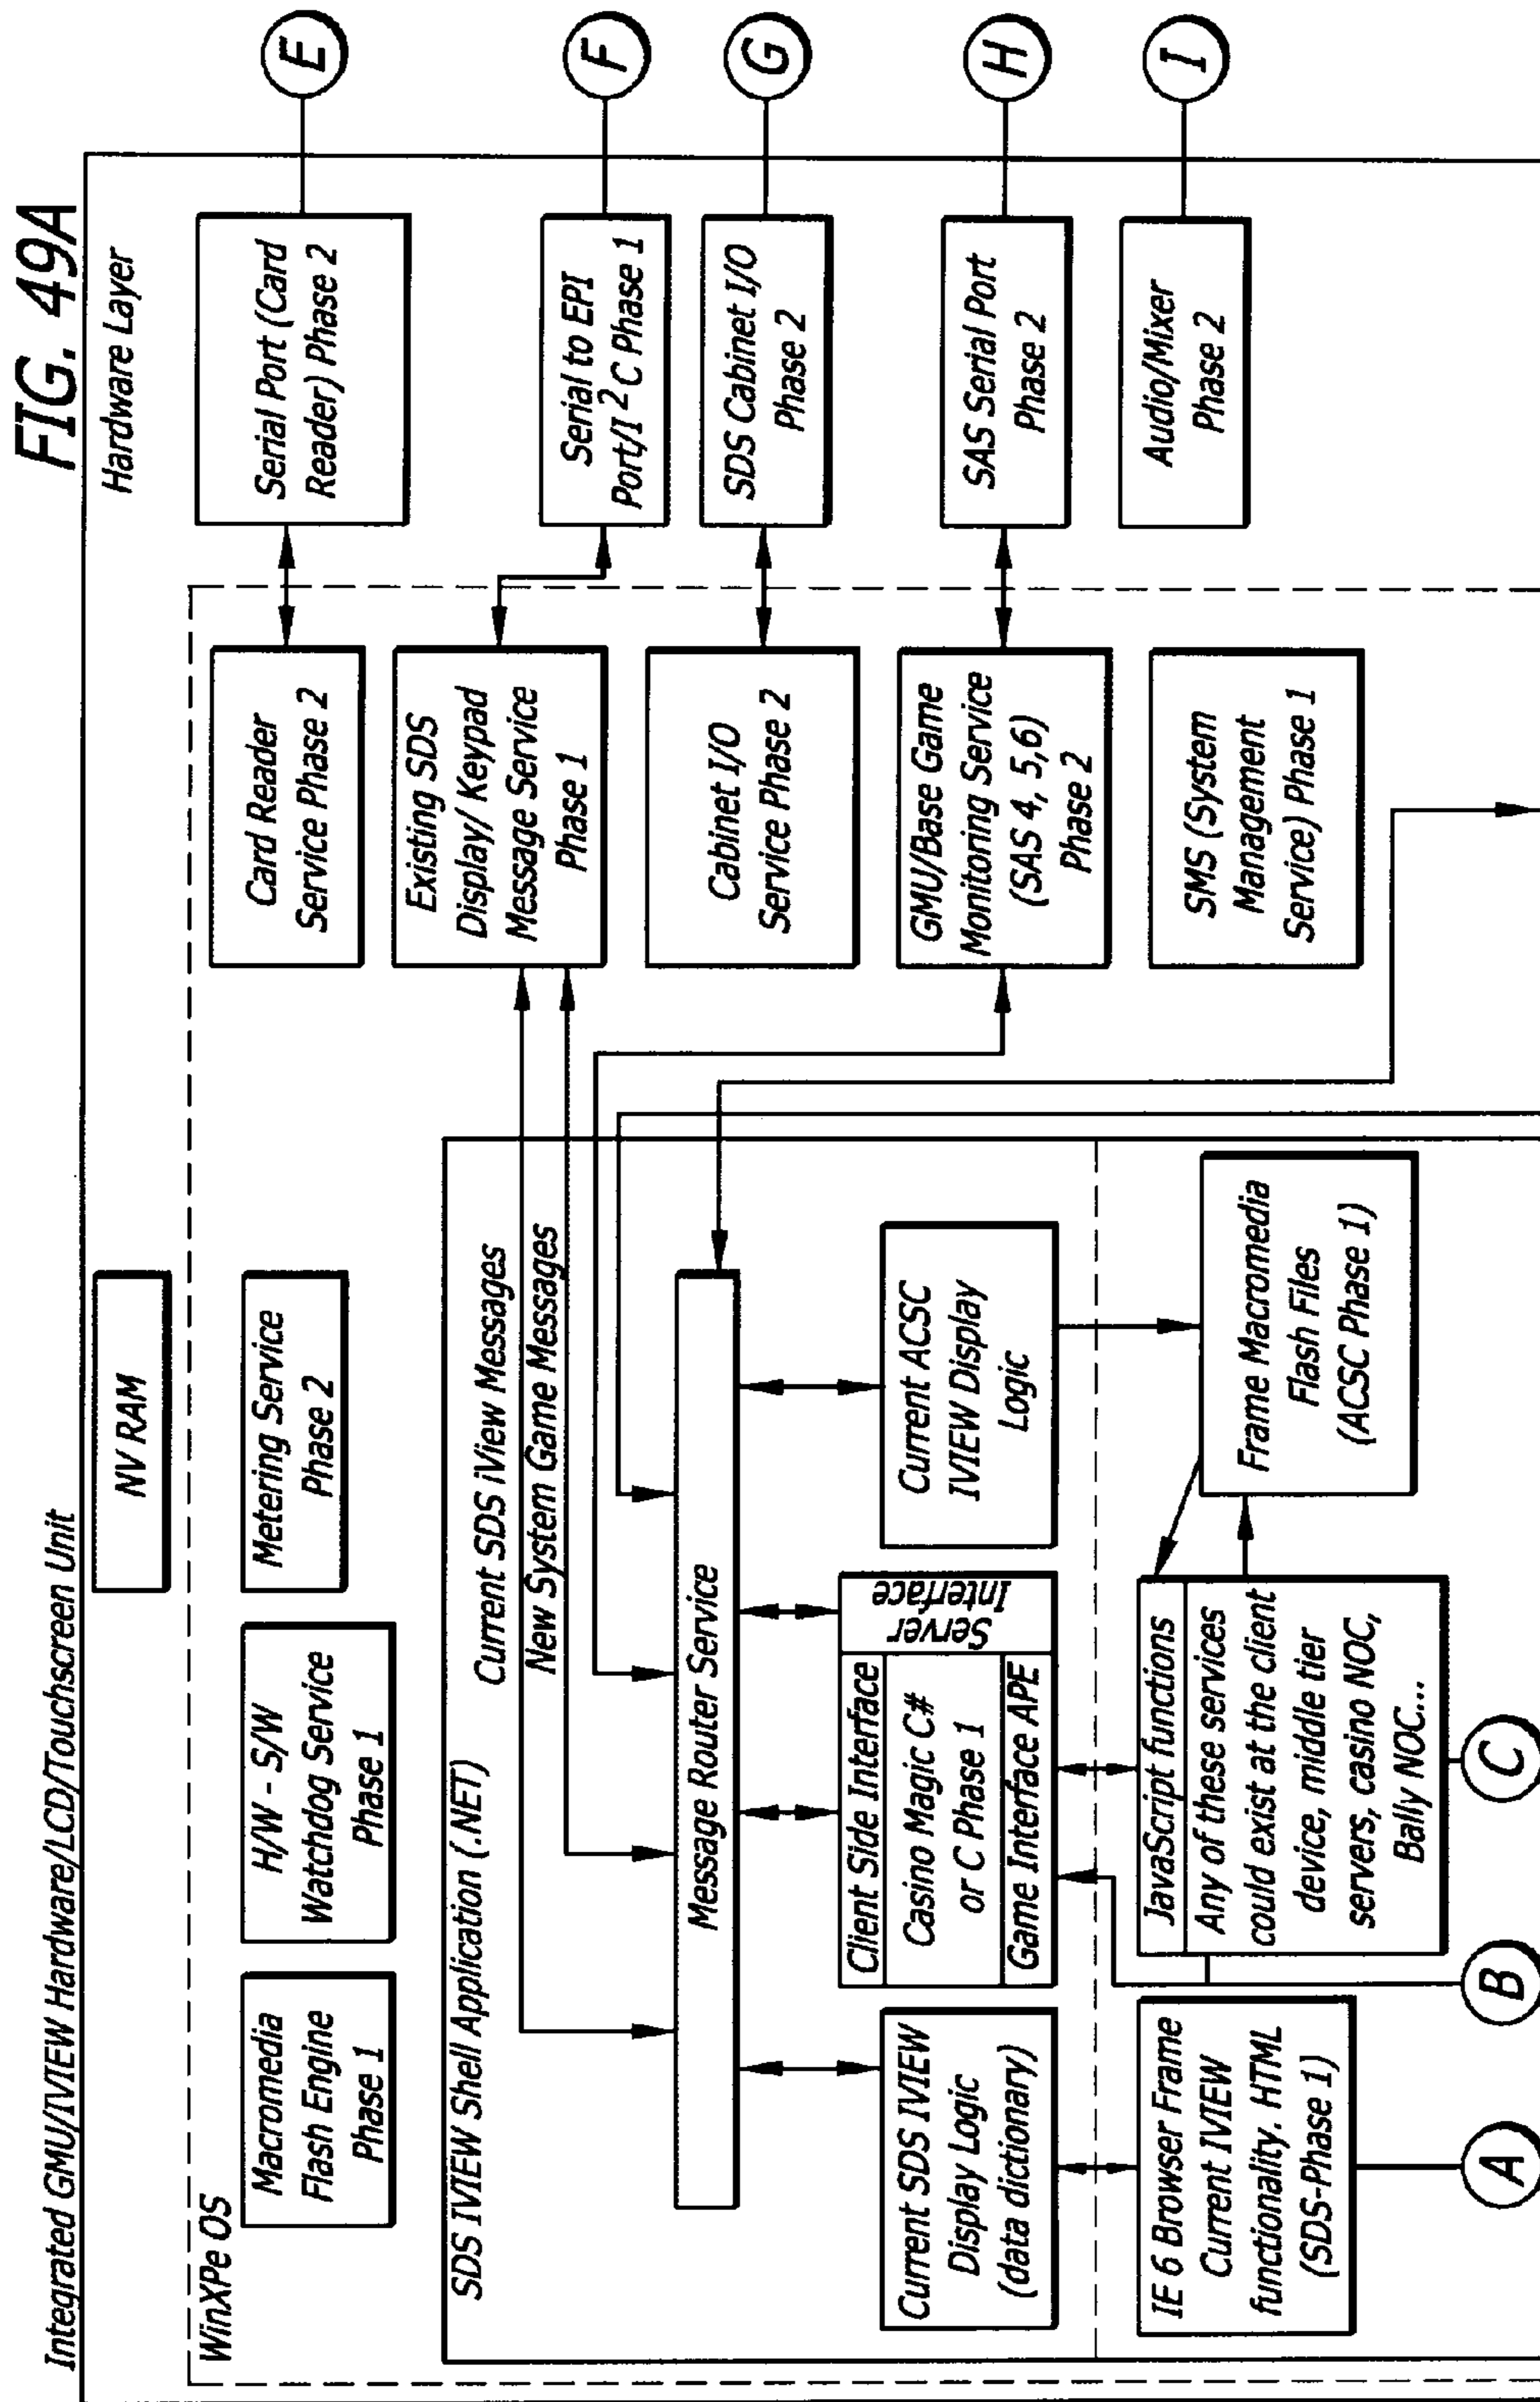 FIG. 49A
Integrated GMU/IVIEW Hardware/LCD/Touchscreen Unit
Hardware Layer
NV RAM
WinXPe OS
Macromedia
Flash Engine
Phase 1
H/W - S/W
Watchdog Service
Phase 1
Metering Service
Phase 2
Card Reader
Service Phase 2
Serial Port (Card
Reader) Phase 2
E
Existing SDS
Display/ Keypad
Message Service
Phase 1
Serial to EPI
Port/I 2 C Phase 1
F
Cabinet I/O
Service Phase 2
SDS Cabinet I/O
Phase 2
G
GMU/Base Game
Monitoring Service
(SAS 4, 5,6)
Phase 2
SAS Serial Port
Phase 2
H
SMS (System
Management
Service) Phase 1
Audio/Mixer
Phase 2
I
SDS IVIEW Shell Application (.NET)
Current SDS iView Messages
New System Game Messages
Message Router Service
Current SDS IVIEW
Display Logic
(data dictionary)
Client Side Interface
Casino Magic C#
or C Phase 1
Game Interface APE
Server
Interface
Current ACSC
IVIEW Display
Logic
IE 6 Browser Frame
Current IVIEW
functionality. HTML
(SDS-Phase 1)
JavaScript functions
Any of these services
could exist at the client
device, middle tier
servers, casino NOC,
Bally NOC...
Frame Macromedia
Flash Files
(ACSC Phase 1)
A
B
C